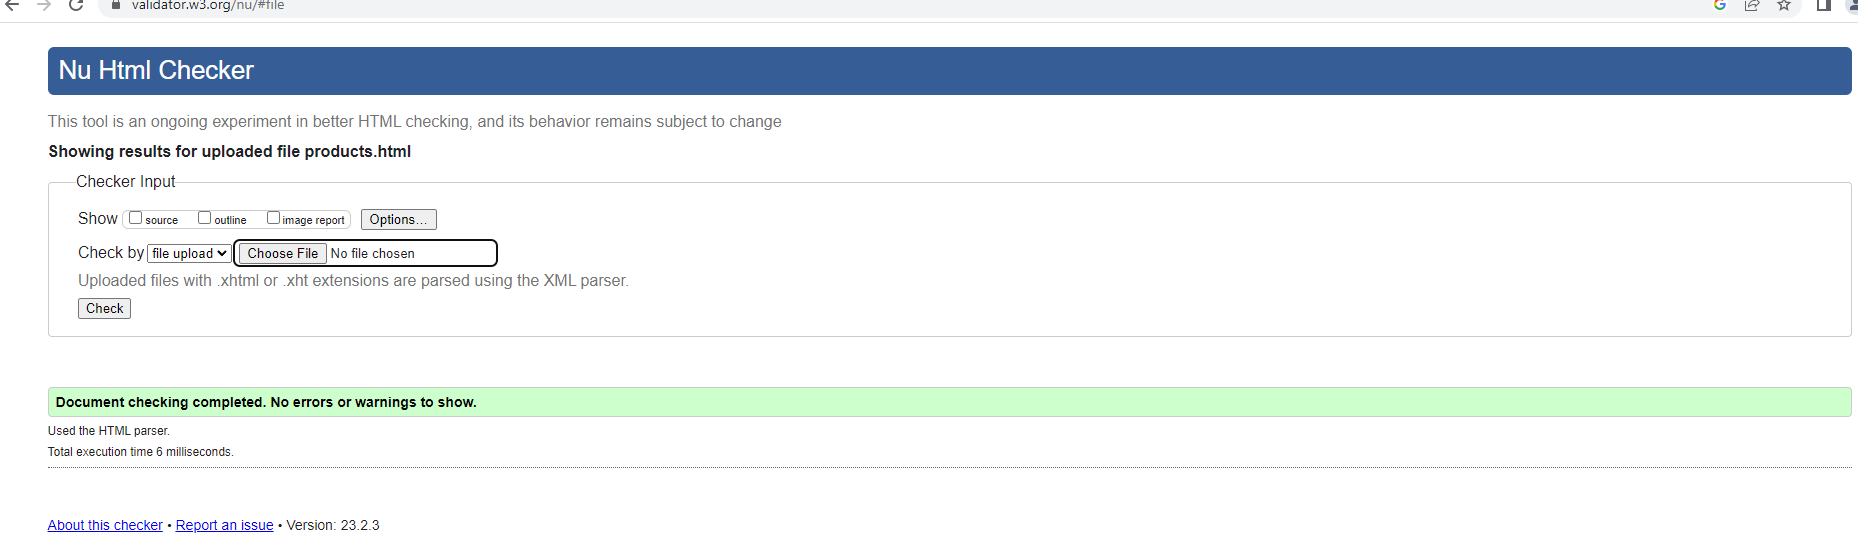 validator.w3.org/nu/#file
Nu Html Checker
This tool is an ongoing experiment in better HTML checking, and its behavior remains subject to change
Showing results for uploaded file products.html
Checker Input
Show source outline image report Options...
Check by file upload Choose File No file chosen
Uploaded files with .xhtml or .xht extensions are parsed using the XML parser.
Check
Document checking completed. No errors or warnings to show.
Used the HTML parser.
Total execution time 6 milliseconds.
About this checker • Report an issue • Version: 23.2.3